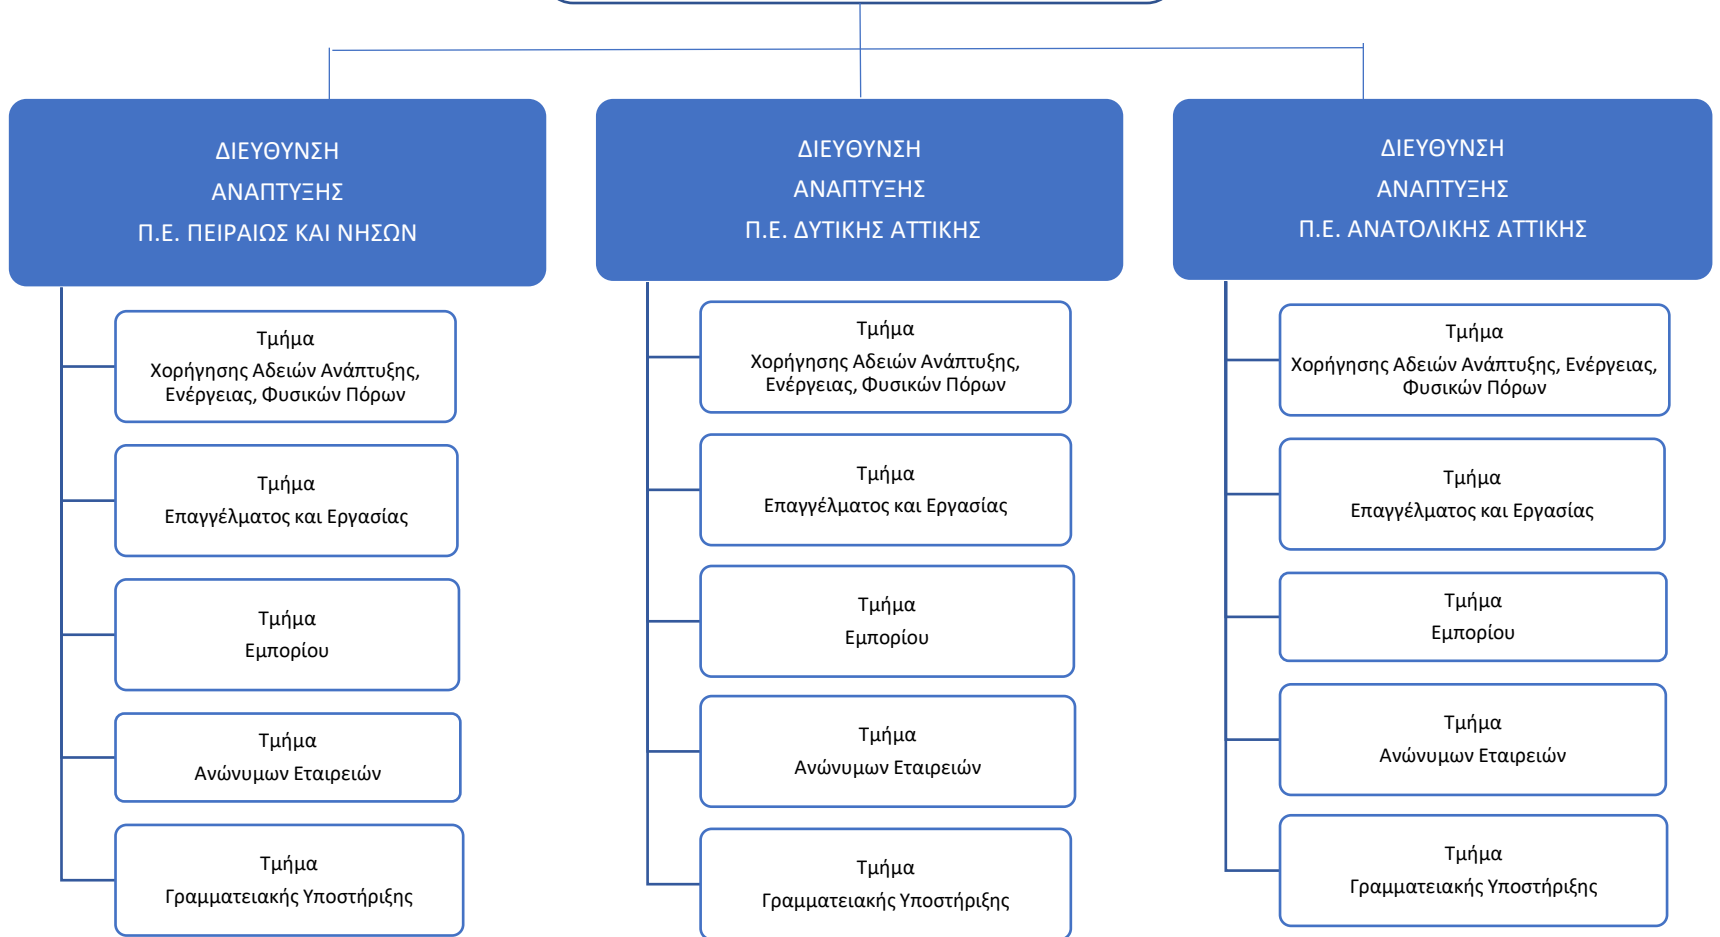 ΔΙΕΥΘΥΝΣΗ
ΑΝΑΠΤΥΞΗΣ
Π.Ε. ΠΕΙΡΑΙΩΣ ΚΑΙ ΝΗΣΩΝ
Τμήμα
Χορήγησης Αδειών Ανάπτυξης,
Ενέργειας, Φυσικών Πόρων
Τμήμα
Επαγγέλματος και Εργασίας
Τμήμα
Εμπορίου
Τμήμα
Ανώνυμων Εταιρειών
Τμήμα
Γραμματειακής Υποστήριξης
ΔΙΕΥΘΥΝΣΗ
ΑΝΑΠΤΥΞΗΣ
Π.Ε. ΔΥΤΙΚΗΣ ΑΤΤΙΚΗΣ
Τμήμα
Χορήγησης Αδειών Ανάπτυξης,
Ενέργειας, Φυσικών Πόρων
Τμήμα
Επαγγέλματος και Εργασίας
Τμήμα
Εμπορίου
Τμήμα
Ανώνυμων Εταιρειών
Τμήμα
Γραμματειακής Υποστήριξης
ΔΙΕΥΘΥΝΣΗ
ΑΝΑΠΤΥΞΗΣ
Π.Ε. ΑΝΑΤΟΛΙΚΗΣ ΑΤΤΙΚΗΣ
Τμήμα
Χορήγησης Αδειών Ανάπτυξης, Ενέργειας,
Φυσικών Πόρων
Τμήμα
Επαγγέλματος και Εργασίας
Τμήμα
Εμπορίου
Τμήμα
Ανώνυμων Εταιρειών
Τμήμα
Γραμματειακής Υποστήριξης